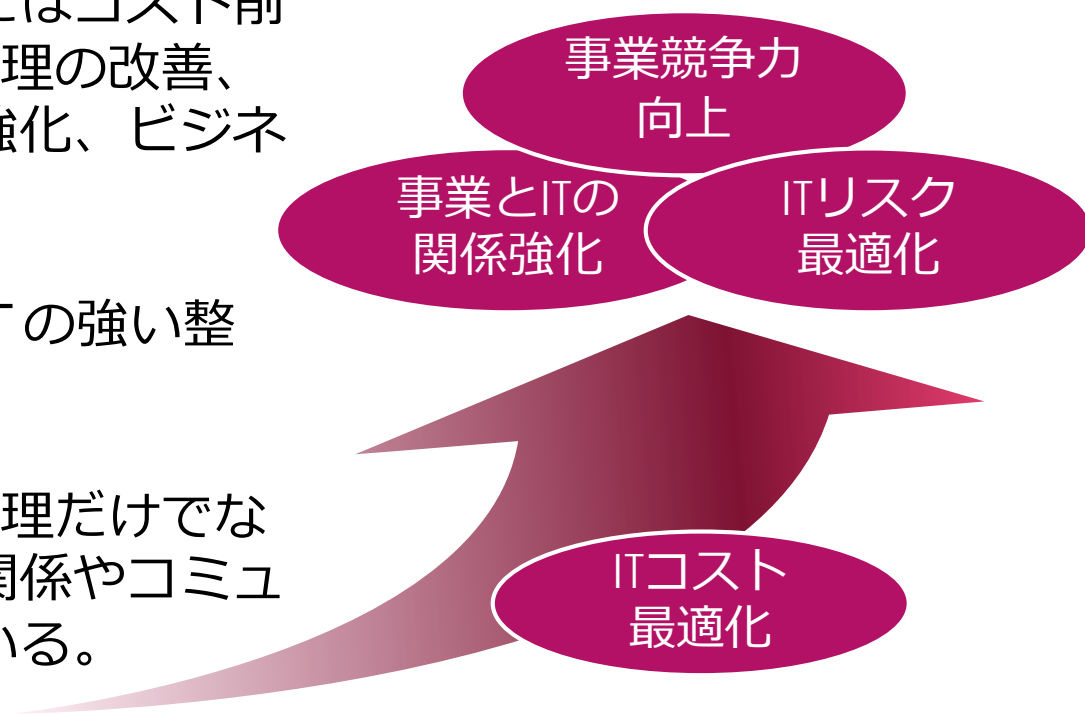 はコスト削
理の改善、
強化、ビジネ
の強い整
理だけでな
関係やコミュ
いる。
事業競争力
向上
事業とITの
関係強化
ITリスク
最適化
ITコスト
最適化